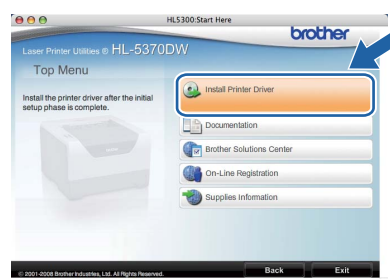 HL5300:Start Here
brother
Laser Printer Utilities ® HL-5370DW
Top Menu
Install the printer driver after the initial
setup phase is complete.
Install Printer Driver
Documentation
Brother Solutions Center
On-Line Registration
Supplies Information
© 2001-2008 Brother Industries, Ltd. All Rights Reserved.
Back
Exit